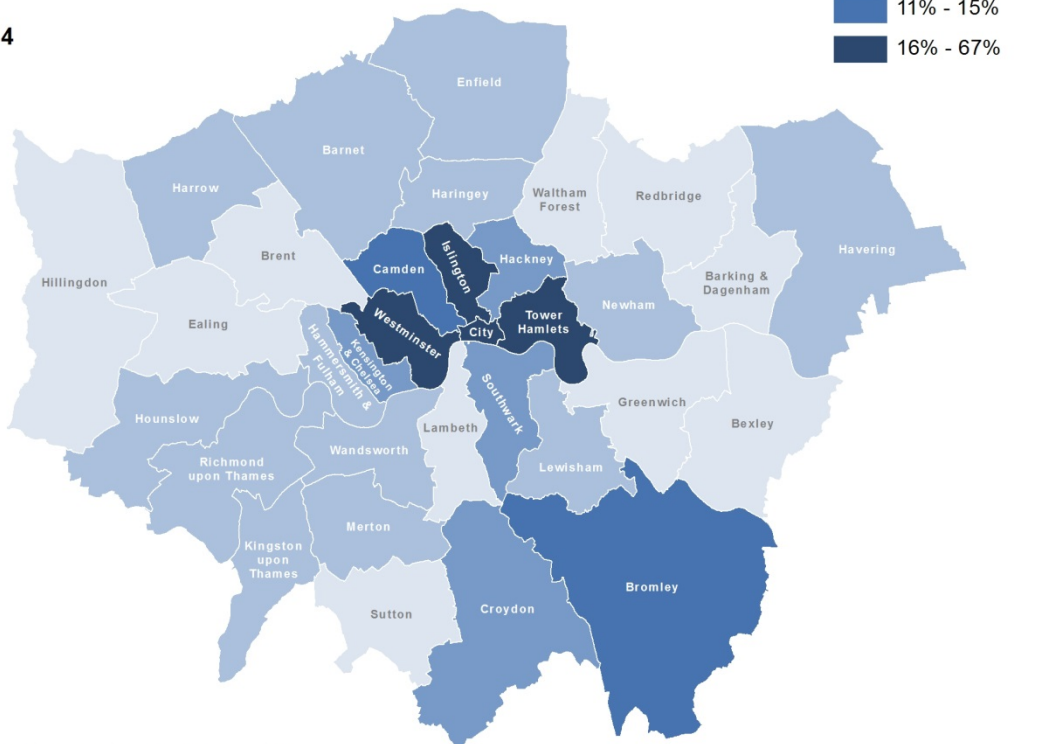 11% - 15%
4
16% - 67%
Enfield
Barnet
Harrow
Haringey
Waltham
Forest
Redbridge
Havering
Brent
Hillingdon
Camden
Islington
Hackney
Barking &
Dagenham
Newham
Ealing
Westminster
City
Tower
Hamlets
Hammersmith &
Fulham
Kensington
& Chelsea
Southwark
Greenwich
Bexley
Hounslow
Lambeth
Wandsworth
Richmond
upon Thames
Lewisham
Merton
Kingston
upon
Thames
Bromley
Sutton
Croydon